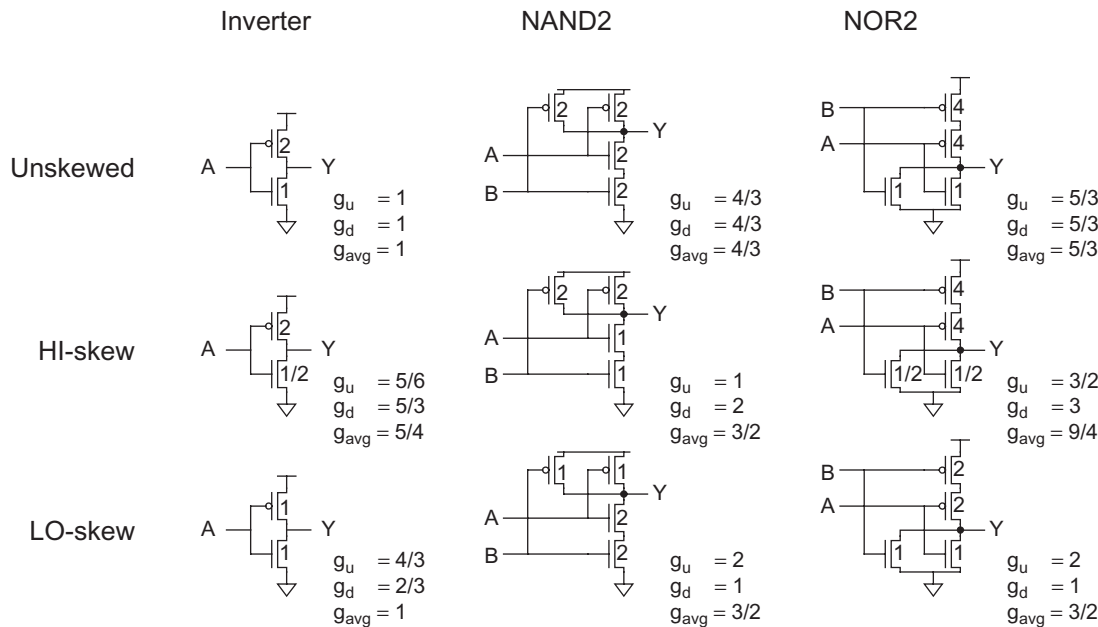 Inverter NAND2 NOR2
Unskewed
A
2
1
Y
g_u = 1
g_d = 1
g_avg = 1
2 2
Y
A
2
B
2
g_u = 4/3
g_d = 4/3
g_avg = 4/3
B
4
A
4
Y
1 1
g_u = 5/3
g_d = 5/3
g_avg = 5/3
HI-skew
A
2
1/2
Y
g_u = 5/6
g_d = 5/3
g_avg = 5/4
2 2
Y
A
1
B
1
g_u = 1
g_d = 2
g_avg = 3/2
B
4
A
4
Y
1/2 1/2
g_u = 3/2
g_d = 3
g_avg = 9/4
LO-skew
A
1
1
Y
g_u = 4/3
g_d = 2/3
g_avg = 1
1 1
Y
A
2
B
2
g_u = 2
g_d = 1
g_avg = 3/2
B
2
A
2
Y
1 1
g_u = 2
g_d = 1
g_avg = 3/2